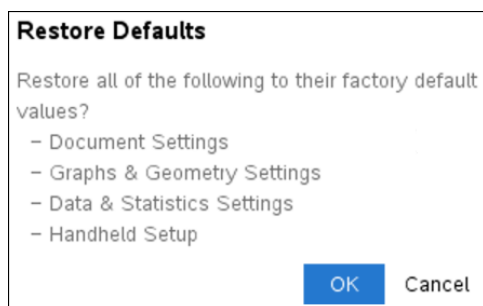 Restore Defaults
Restore all of the following to their factory default
values?
– Document Settings
– Graphs & Geometry Settings
– Data & Statistics Settings
– Handheld Setup
OK Cancel